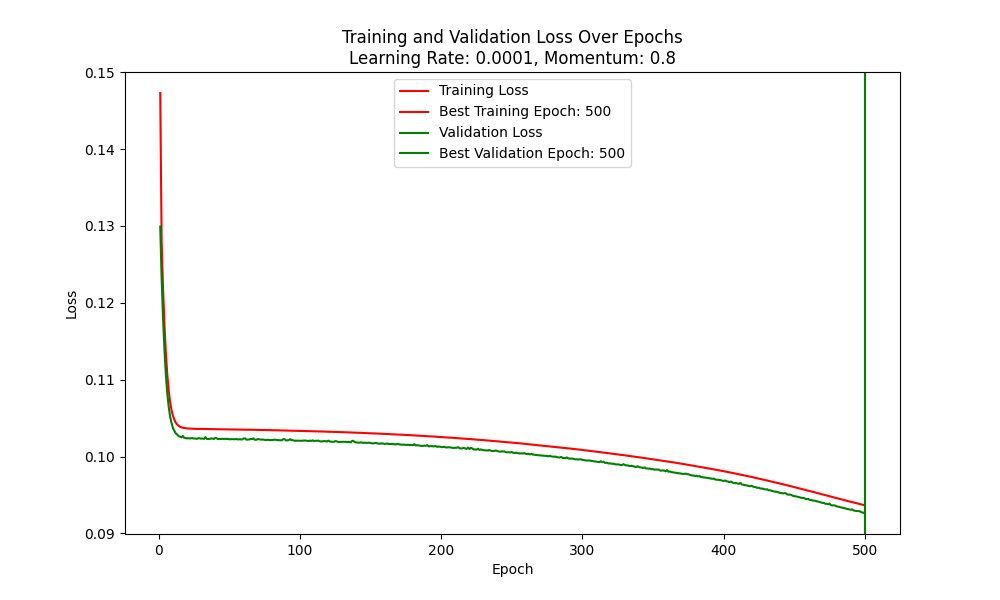 Training and Validation Loss Over Epochs
Learning Rate: 0.0001, Momentum: 0.8
Training Loss
Best Training Epoch: 500
Validation Loss
Best Validation Epoch: 500
Loss
0.15
0.14
0.13
0.12
0.11
0.10
0.09
0 100 200 300 400 500
Epoch